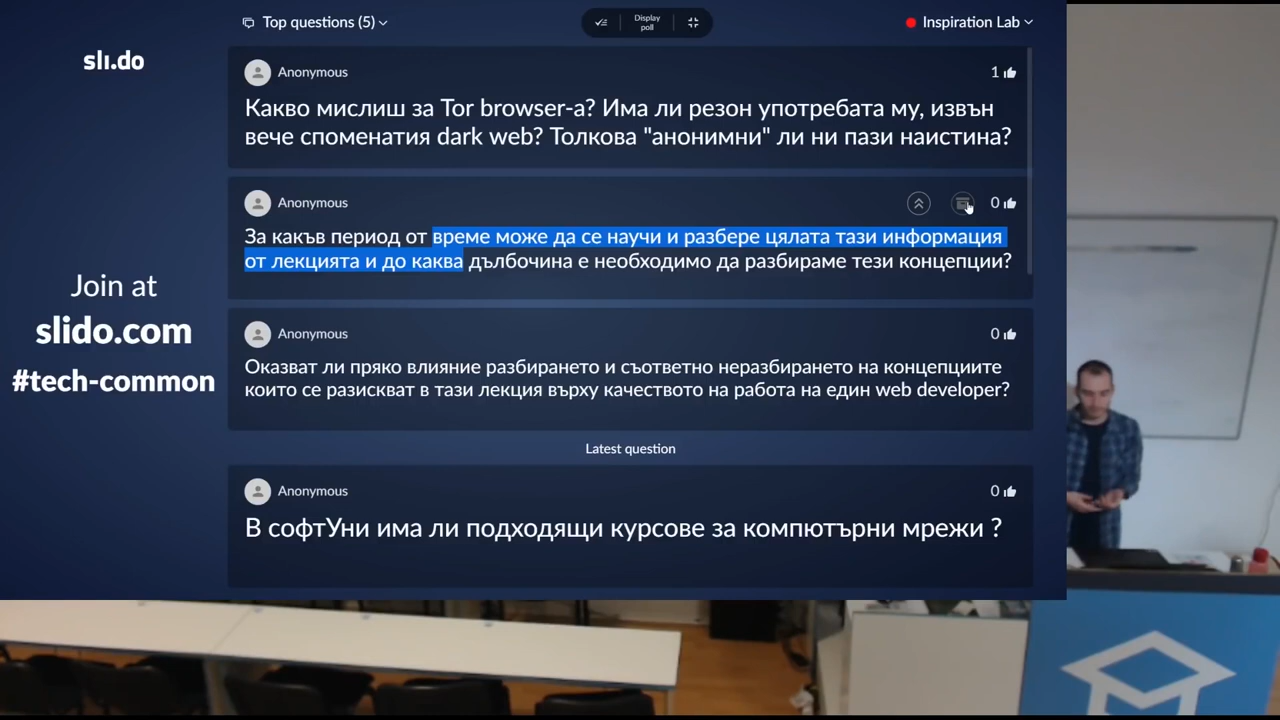 Top questions (5)
Display
poll
Inspiration Lab
sli.do
Anonymous
1
Какво мислиш за Tor browser-а? Има ли резон употребата му, извън
вече споменатия dark web? Толкова "анонимни" ли ни пази наистина?
Anonymous
0
За какъв период от време може да се научи и разбере цялата тази информация
от лекцията и до каква дълбочина е необходимо да разбираме тези концепции?
Join at
slido.com
#tech-common
Anonymous
0
Оказват ли пряко влияние разбирането и съответно неразбирането на концепциите
които се разискват в тази лекция върху качеството на работа на един web developer?
Latest question
Anonymous
0
В софтУни има ли подходящи курсове за компютърни мрежи ?